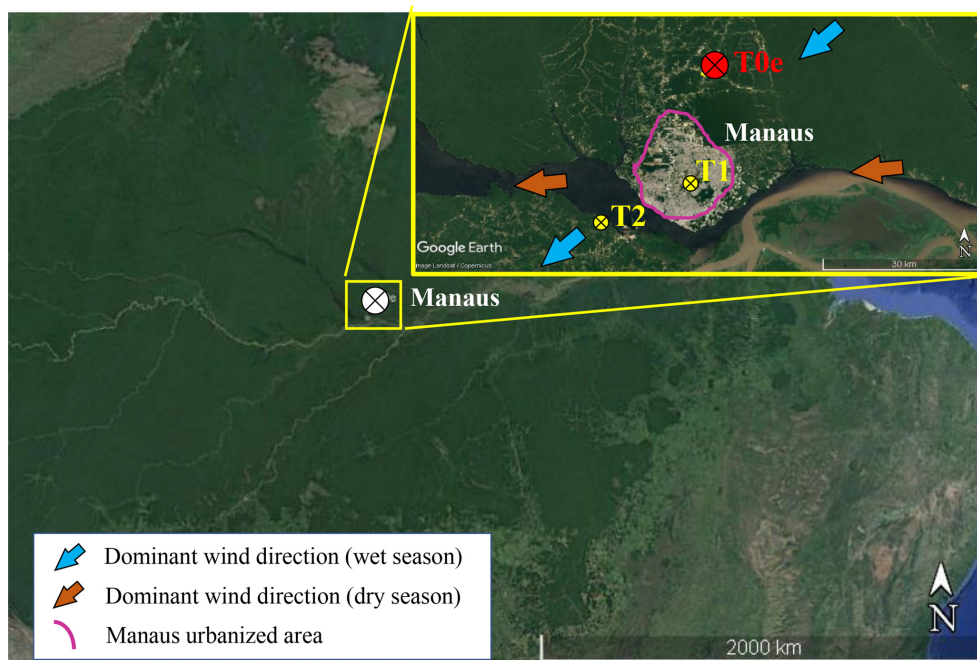 T0e
Manaus
T1
T2
Google Earth
Image Landsat / Copernicus
30 km
N
Manaus
Dominant wind direction (wet season)
Dominant wind direction (dry season)
Manaus urbanized area
N
2000 km